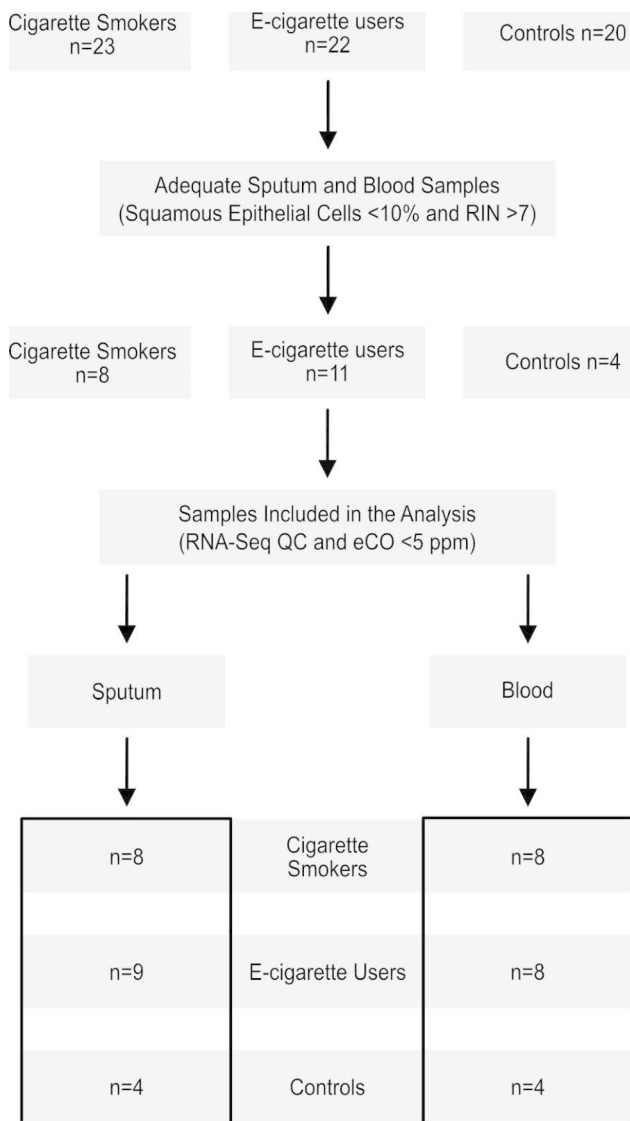 Cigarette Smokers
n=23
E-cigarette users
n=22
Controls n=20
Adequate Sputum and Blood Samples
(Squamous Epithelial Cells <10% and RIN >7)
Cigarette Smokers
n=8
E-cigarette users
n=11
Controls n=4
Samples Included in the Analysis
(RNA-Seq QC and eCO <5 ppm)
Sputum
Blood
n=8
Cigarette
Smokers
n=8
n=9
E-cigarette Users
n=8
n=4
Controls
n=4